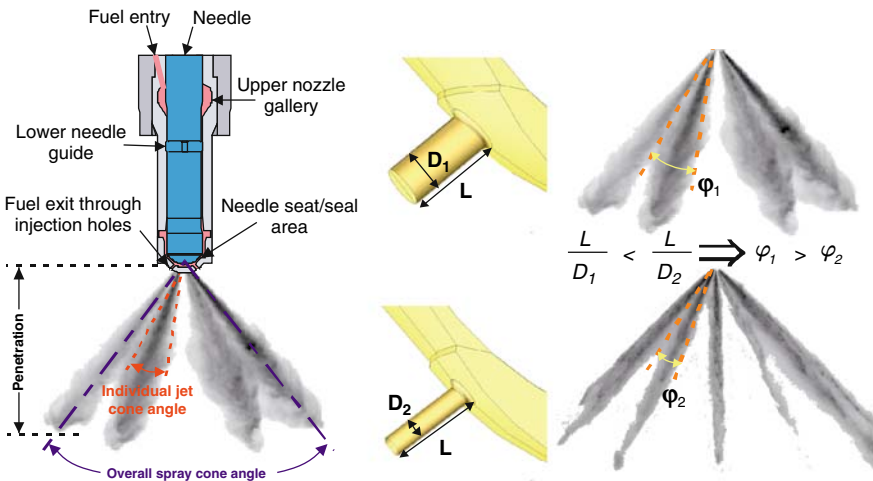 Fuel entry
Needle
Upper nozzle
gallery
Lower needle
guide
Fuel exit through
injection holes
Needle seat/seal
area
Penetration
Individual jet
cone angle
Overall spray cone angle
D₁
L
D₂
L
φ₁
L/D₁ < L/D₂ ⇒ φ₁ > φ₂
φ₂